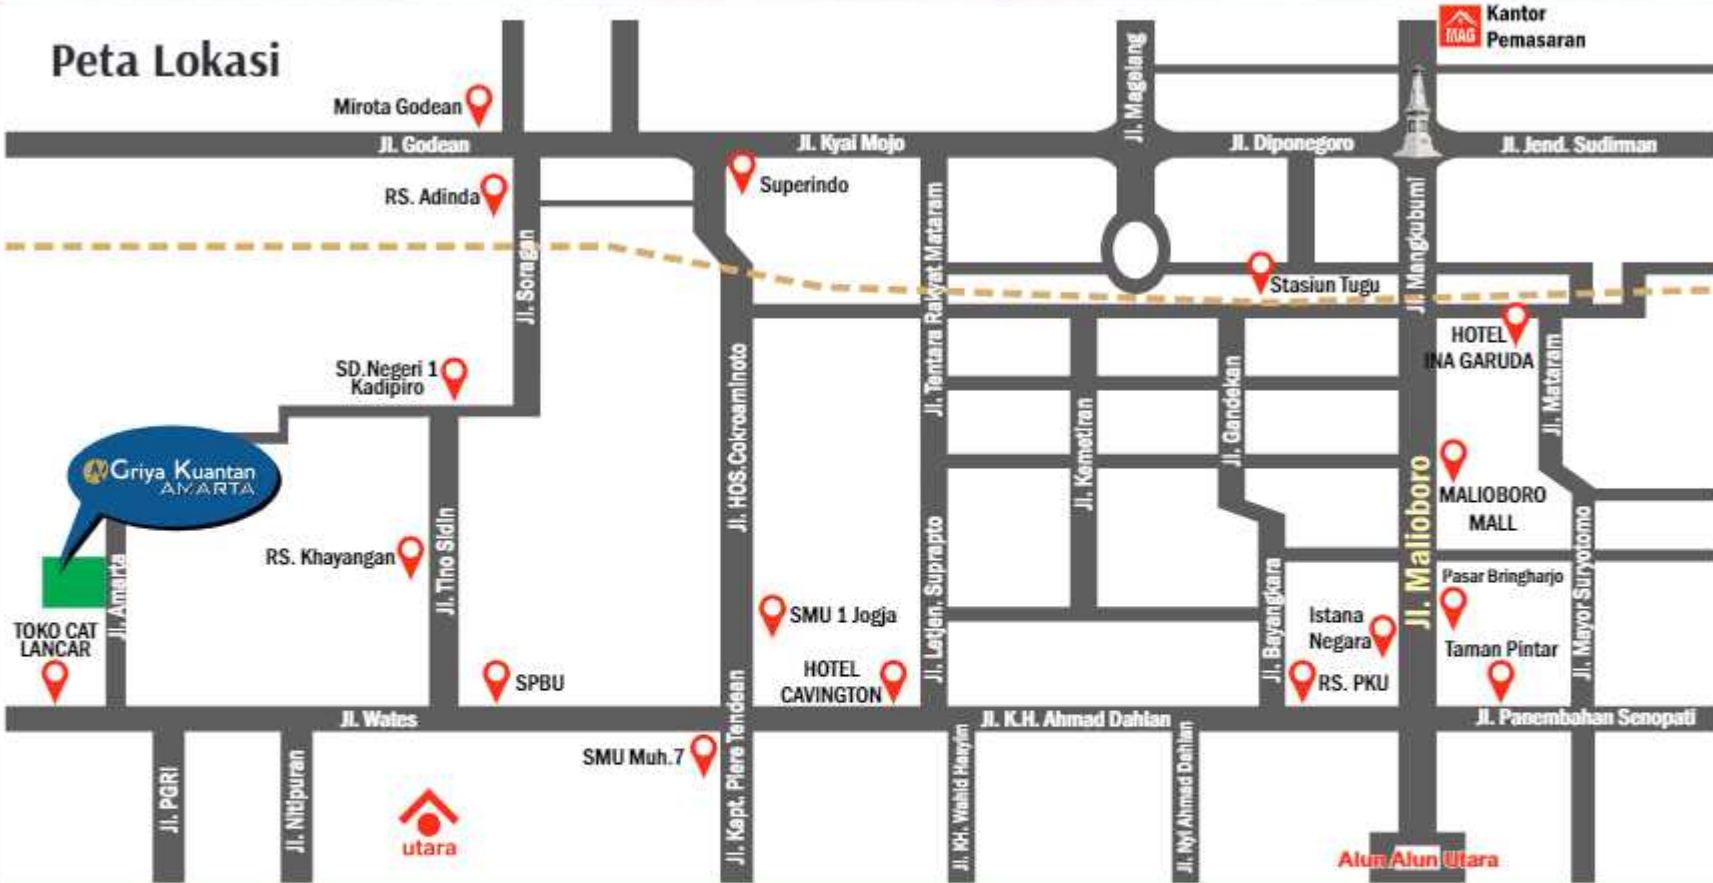 Peta Lokasi
MAG
Kantor
Pemasaran
Mirota Godean
Jl. Magelang
Jl. Godean
Jl. Kyai Mojo
Jl. Diponegoro
Jl. Jend. Sudirman
RS. Adinda
Superindo
Jl. Soragan
Jl. Tentara Rakyat Mataram
Jl. Mangkubumi
Stasiun Tugu
HOTEL
INA GARUDA
Jl. Mataram
SD.Negeri 1
Kadipiro
Jl. HOS.Cokroaminoto
Jl. Kemetiran
Jl. Gandekan
Griya Kuantan
AMARTA
Jl. Malioboro
MALIOBORO
MALL
RS. Khayangan
Jl. Tino Sidin
Jl. Amarta
Jl. Letjen. Suprapto
Jl. Bayangkara
Pasar Bringharjo
Jl. Mayor Suryotomo
TOKO CAT
LANCAR
SMU 1 Jogja
Istana
Negara
Taman Pintar
SPBU
HOTEL
CAVINGTON
RS. PKU
Jl. Wates
Jl. K.H. Ahmad Dahlan
Jl. Panembahan Senopati
SMU Muh.7
Jl. Kapt. Piere Tendean
Jl. PGRI
Jl. Nitipuran
utara
Jl. KH. Wahid Hasyim
Jl. Nyi Ahmad Dahlan
Alun Alun Utara